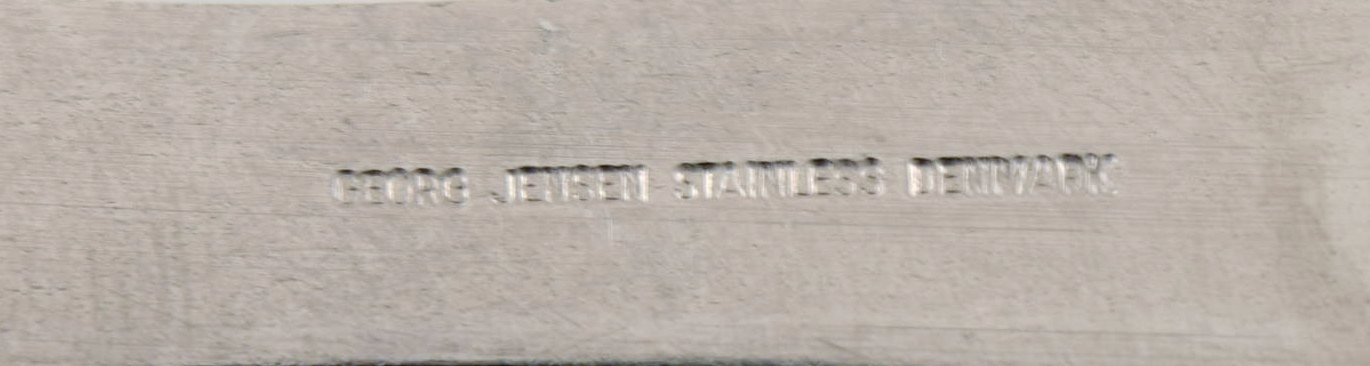 GEORG JENSEN STAINLESS DENMARK